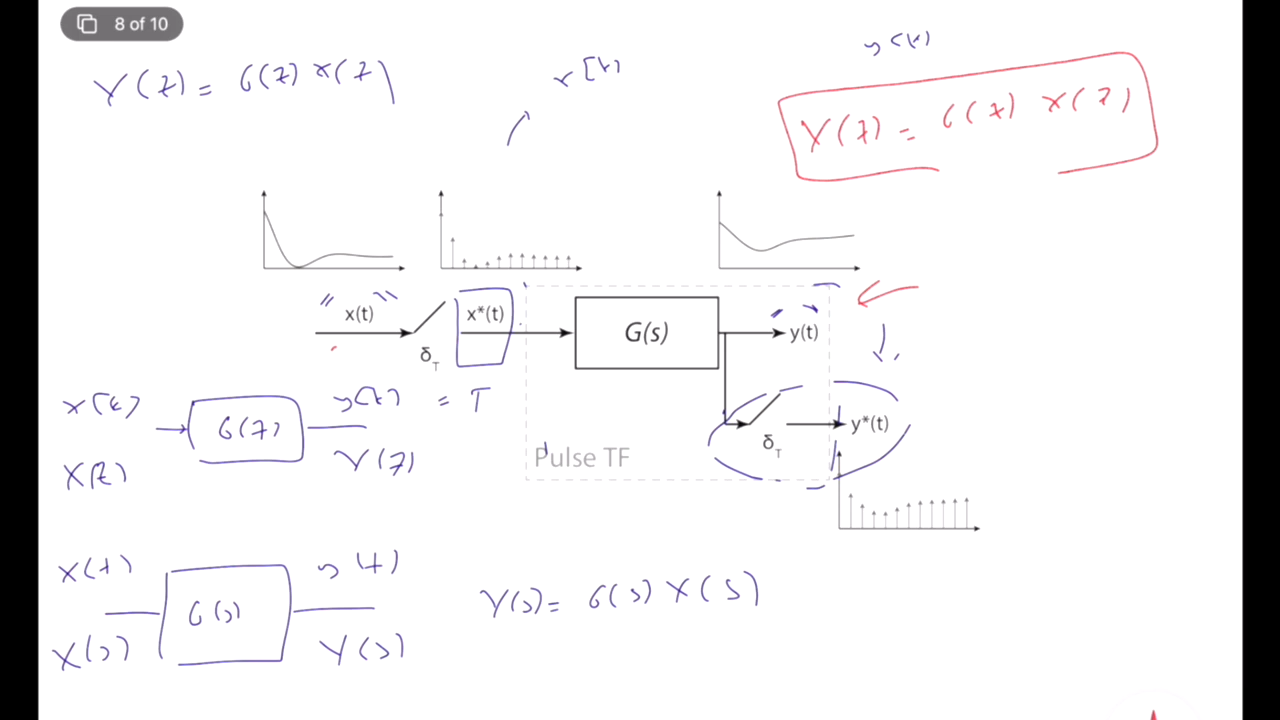 8 of 10
Y(z) = G(z) X(z)
x[k]
y(k)
Y(z) = G(z) X(z)
x(t)
δT
x*(t)
G(s)
y(t)
δT
y*(t)
Pulse TF
x(k)
G(z)
y(k) = T
X(z)
Y(z)
x(t)
y(t)
G(s)
X(s)
Y(s)
Y(s) = G(s) X(s)